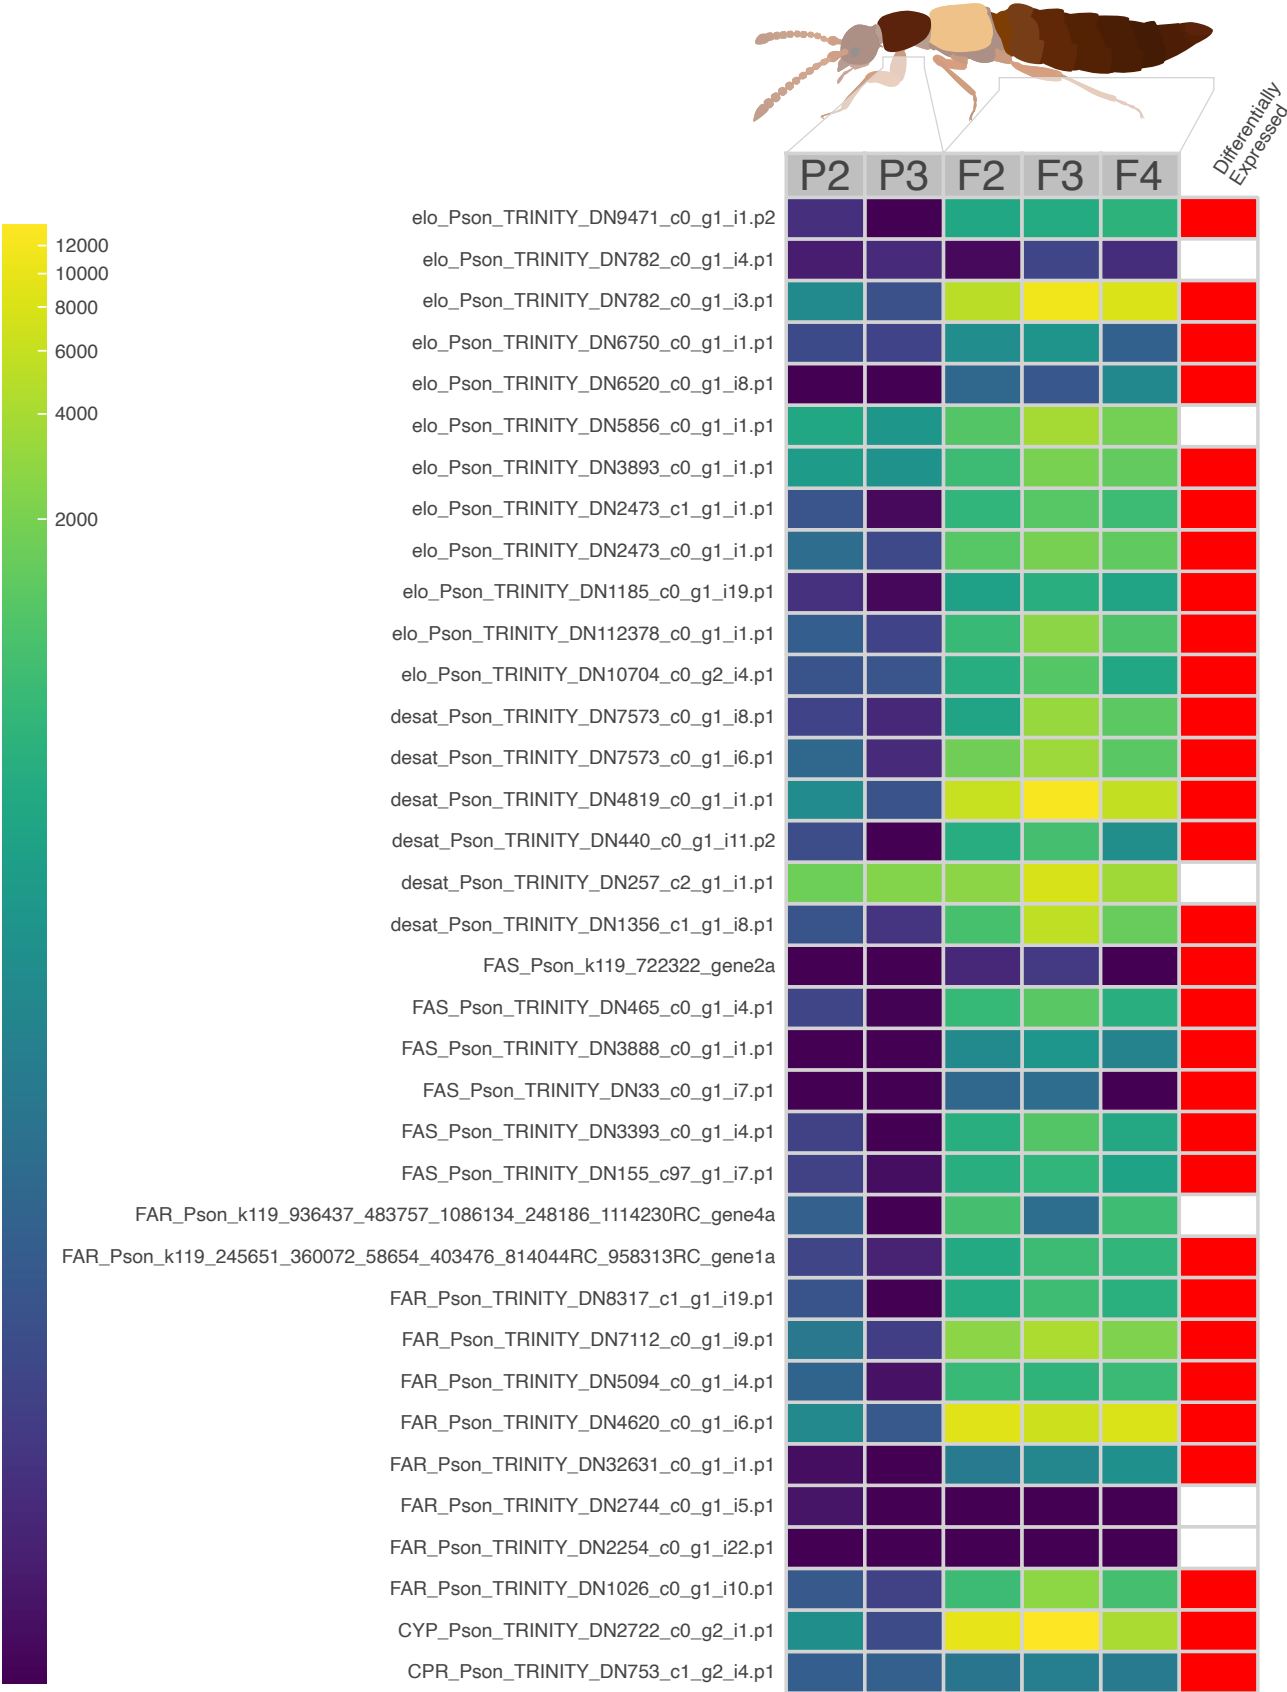 Differentially
Expressed
P2 P3 F2 F3 F4
12000
10000
8000
6000
4000
2000
elo_Pson_TRINITY_DN9471_c0_g1_i1.p2
elo_Pson_TRINITY_DN782_c0_g1_i4.p1
elo_Pson_TRINITY_DN782_c0_g1_i3.p1
elo_Pson_TRINITY_DN6750_c0_g1_i1.p1
elo_Pson_TRINITY_DN6520_c0_g1_i8.p1
elo_Pson_TRINITY_DN5856_c0_g1_i1.p1
elo_Pson_TRINITY_DN3893_c0_g1_i1.p1
elo_Pson_TRINITY_DN2473_c1_g1_i1.p1
elo_Pson_TRINITY_DN2473_c0_g1_i1.p1
elo_Pson_TRINITY_DN1185_c0_g1_i19.p1
elo_Pson_TRINITY_DN112378_c0_g1_i1.p1
elo_Pson_TRINITY_DN10704_c0_g2_i4.p1
desat_Pson_TRINITY_DN7573_c0_g1_i8.p1
desat_Pson_TRINITY_DN7573_c0_g1_i6.p1
desat_Pson_TRINITY_DN4819_c0_g1_i1.p1
desat_Pson_TRINITY_DN440_c0_g1_i11.p2
desat_Pson_TRINITY_DN257_c2_g1_i1.p1
desat_Pson_TRINITY_DN1356_c1_g1_i8.p1
FAS_Pson_k119_722322_gene2a
FAS_Pson_TRINITY_DN465_c0_g1_i4.p1
FAS_Pson_TRINITY_DN3888_c0_g1_i1.p1
FAS_Pson_TRINITY_DN33_c0_g1_i7.p1
FAS_Pson_TRINITY_DN3393_c0_g1_i4.p1
FAS_Pson_TRINITY_DN155_c97_g1_i7.p1
FAR_Pson_k119_936437_483757_1086134_248186_1114230RC_gene4a
FAR_Pson_k119_245651_360072_58654_403476_814044RC_958313RC_gene1a
FAR_Pson_TRINITY_DN8317_c1_g1_i19.p1
FAR_Pson_TRINITY_DN7112_c0_g1_i9.p1
FAR_Pson_TRINITY_DN5094_c0_g1_i4.p1
FAR_Pson_TRINITY_DN4620_c0_g1_i6.p1
FAR_Pson_TRINITY_DN32631_c0_g1_i1.p1
FAR_Pson_TRINITY_DN2744_c0_g1_i5.p1
FAR_Pson_TRINITY_DN2254_c0_g1_i22.p1
FAR_Pson_TRINITY_DN1026_c0_g1_i10.p1
CYP_Pson_TRINITY_DN2722_c0_g2_i1.p1
CPR_Pson_TRINITY_DN753_c1_g2_i4.p1